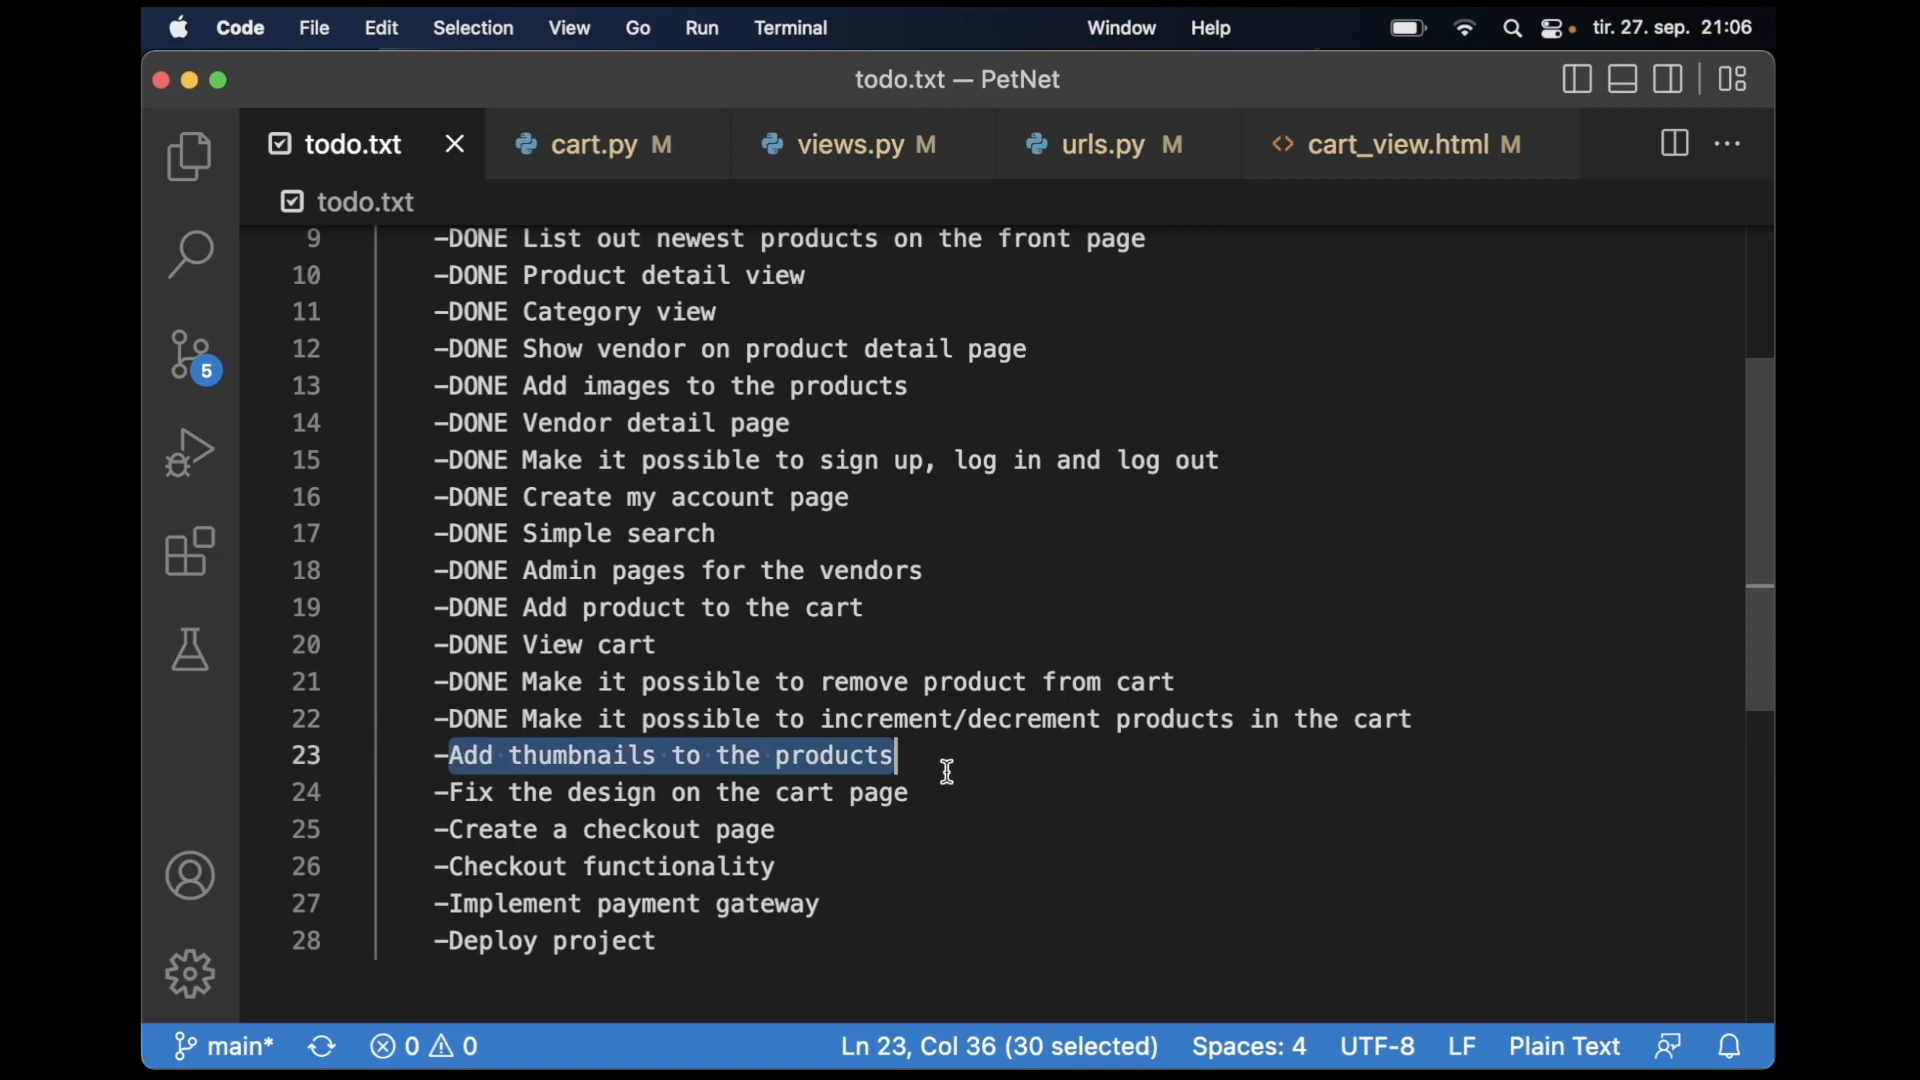 Code File Edit Selection View Go Run Terminal Window Help tir. 27. sep. 21:06
todo.txt — PetNet
todo.txt cart.py M views.py M urls.py M cart_view.html M
todo.txt
9 -DONE List out newest products on the front page
10 -DONE Product detail view
11 -DONE Category view
12 -DONE Show vendor on product detail page
13 -DONE Add images to the products
14 -DONE Vendor detail page
15 -DONE Make it possible to sign up, log in and log out
16 -DONE Create my account page
17 -DONE Simple search
18 -DONE Admin pages for the vendors
19 -DONE Add product to the cart
20 -DONE View cart
21 -DONE Make it possible to remove product from cart
22 -DONE Make it possible to increment/decrement products in the cart
23 -Add thumbnails to the products
24 -Fix the design on the cart page
25 -Create a checkout page
26 -Checkout functionality
27 -Implement payment gateway
28 -Deploy project
5
main* 0 0 Ln 23, Col 36 (30 selected) Spaces: 4 UTF-8 LF Plain Text